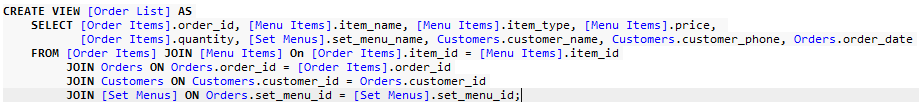 CREATE VIEW [Order List] AS
SELECT [Order Items].order_id, [Menu Items].item_name, [Menu Items].item_type, [Menu Items].price,
[Order Items].quantity, [Set Menus].set_menu_name, Customers.customer_name, Customers.customer_phone, Orders.order_date
FROM [Order Items] JOIN [Menu Items] On [Order Items].item_id = [Menu Items].item_id
JOIN Orders ON Orders.order_id = [Order Items].order_id
JOIN Customers ON Customers.customer_id = Orders.customer_id
JOIN [Set Menus] ON Orders.set_menu_id = [Set Menus].set_menu_id;